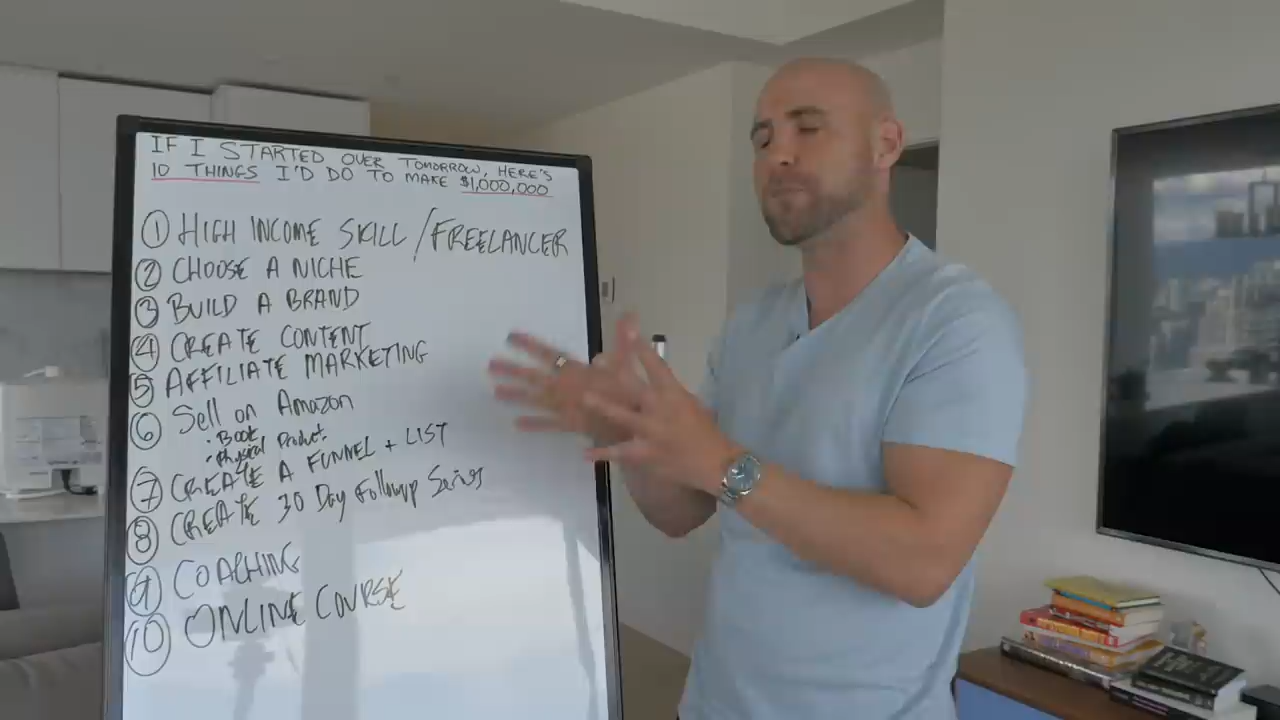 IF I STARTED OVER TOMORROW, HERE'S
10 THINGS I'D DO TO MAKE $1,000,000
① HIGH INCOME SKILL / FREELANCER
② CHOOSE A NICHE
③ BUILD A BRAND
④ CREATE CONTENT
⑤ AFFILIATE MARKETING
⑥ Sell on Amazon
• Book
• Physical Product
⑦ CREATE A FUNNEL + LIST
⑧ CREATE 30 Day Followup Series
⑨ COACHING
⑩ ONLINE COURSE